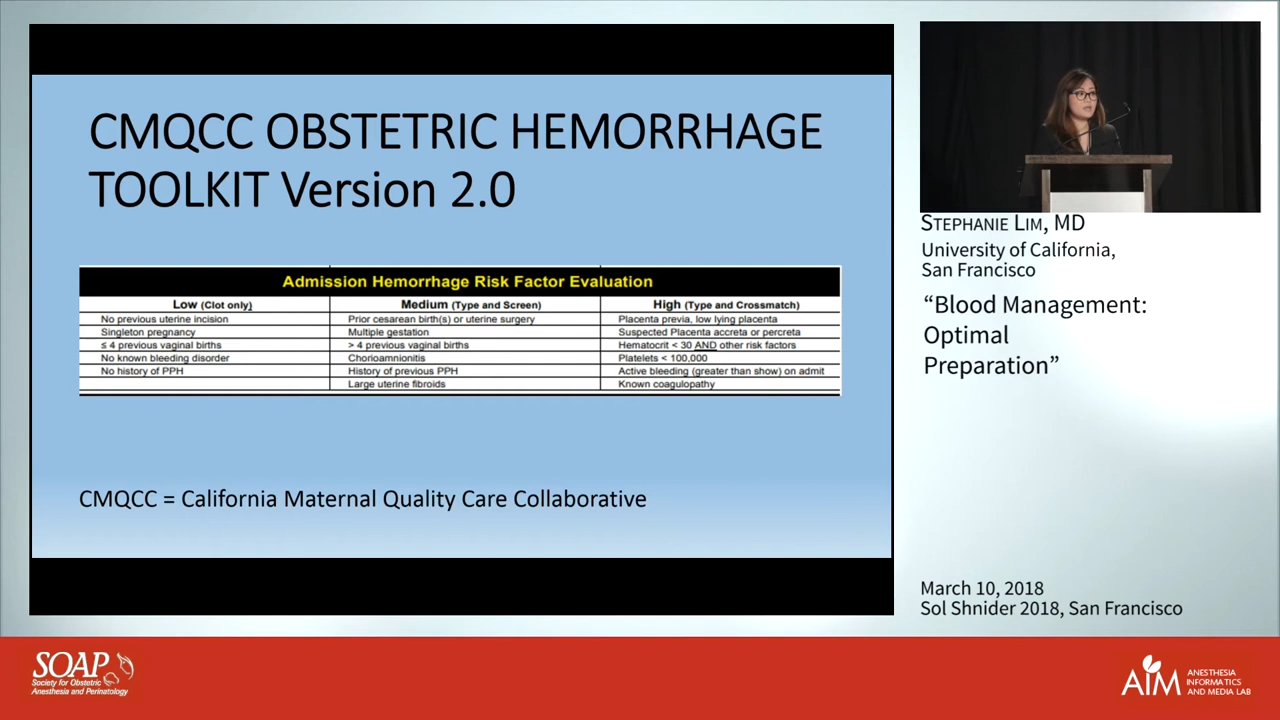 CMQCC OBSTETRIC HEMORRHAGE
TOOLKIT Version 2.0
Admission Hemorrhage Risk Factor Evaluation
Low (Clot only) Medium (Type and Screen) High (Type and Crossmatch)
No previous uterine incision Prior cesarean birth(s) or uterine surgery Placenta previa, low lying placenta
Singleton pregnancy Multiple gestation Suspected Placenta accreta or percreta
≤ 4 previous vaginal births > 4 previous vaginal births Hematocrit < 30 AND other risk factors
No known bleeding disorder Chorioamnionitis Platelets < 100,000
No history of PPH History of previous PPH Active bleeding (greater than show) on admit
Large uterine fibroids Known coagulopathy
CMQCC = California Maternal Quality Care Collaborative
STEPHANIE LIM, MD
University of California,
San Francisco
“Blood Management:
Optimal
Preparation”
March 10, 2018
Sol Shnider 2018, San Francisco
SOAP
Society for Obstetric
Anesthesia and Perinatology
AIM
ANESTHESIA
INFORMATICS
AND MEDIA LAB